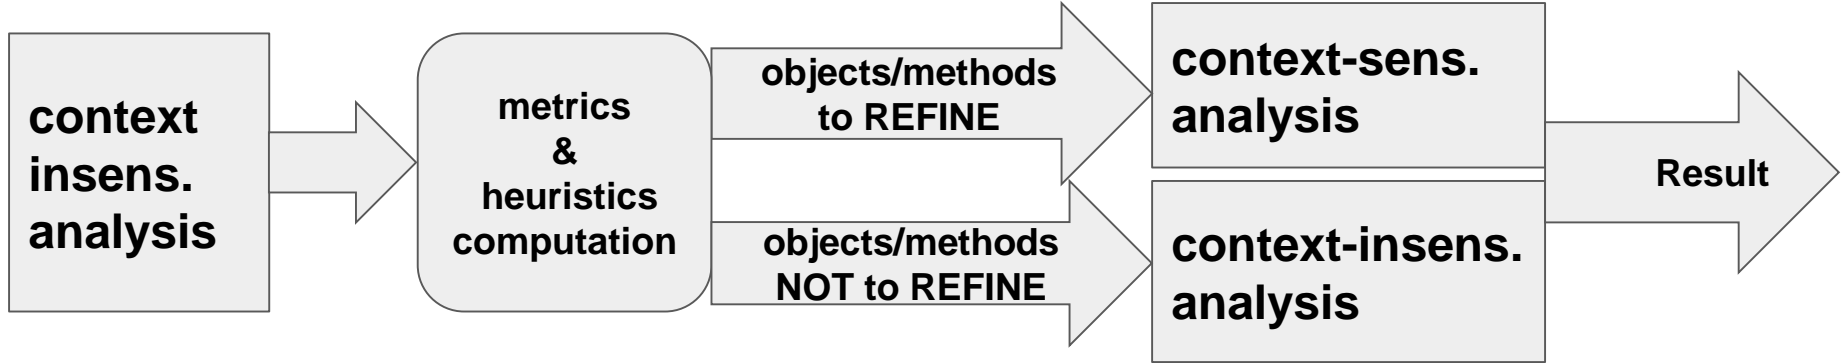 context
insens.
analysis
metrics
&
heuristics
computation
objects/methods
to REFINE
objects/methods
NOT to REFINE
context-sens.
analysis
context-insens.
analysis
Result